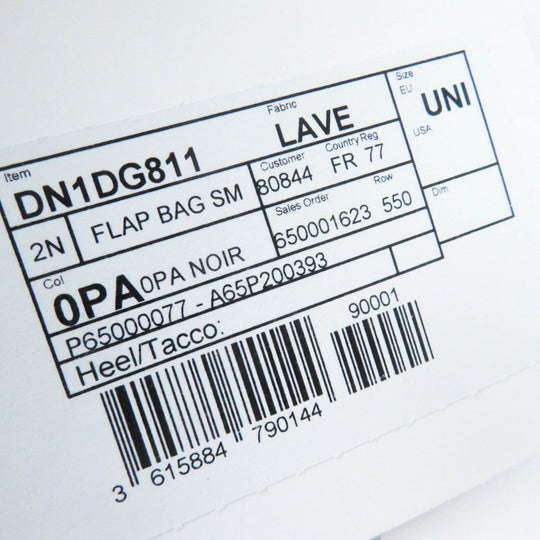 Item
DN1DG811
Fabric
LAVE
Size
EU
UNI
USA
2N
FLAP BAG SM
Customer
80844
Country Reg
FR 77
Sales Order
650001623
Row
550
Dim.
Col
0PA 0PA NOIR
P65000077 - A65P200393
Heel/Tacco:
90001
3 615884 790144